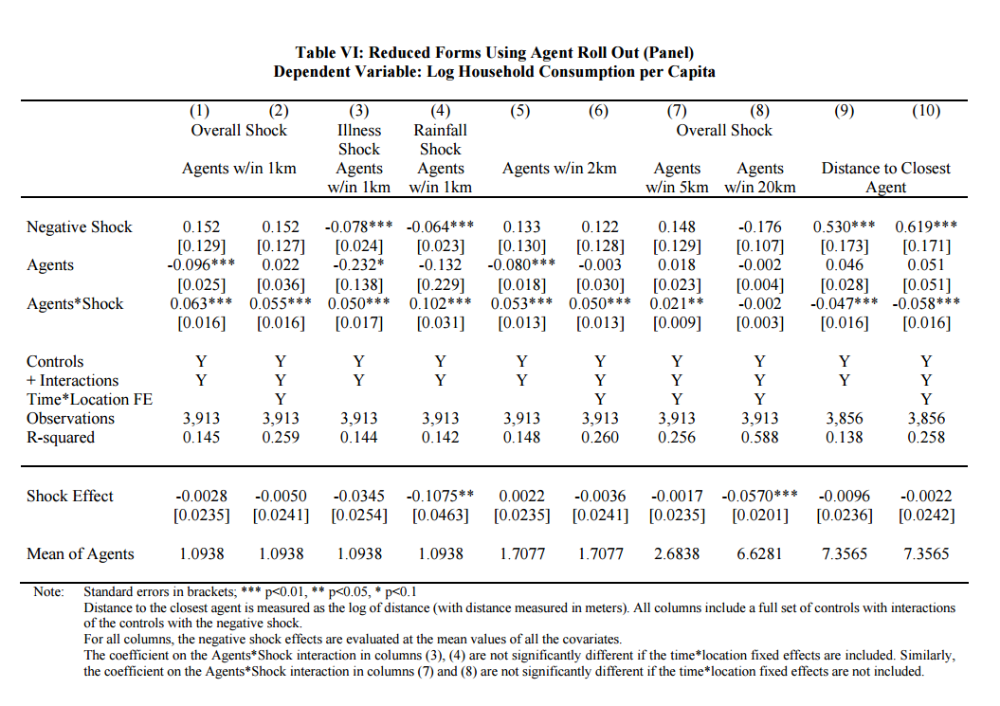 Table VI: Reduced Forms Using Agent Roll Out (Panel)
Dependent Variable: Log Household Consumption per Capita
(1) (2) (3) (4) (5) (6) (7) (8) (9) (10)
Overall Shock Illness Rainfall Overall Shock
Shock Shock
Agents w/in 1km Agents Agents Agents w/in 2km Agents Agents Distance to Closest
w/in 1km w/in 1km w/in 5km w/in 20km Agent
Negative Shock 0.152 0.152 -0.078*** -0.064*** 0.133 0.122 0.148 -0.176 0.530*** 0.619***
[0.129] [0.127] [0.024] [0.023] [0.130] [0.128] [0.129] [0.107] [0.173] [0.171]
Agents -0.096*** 0.022 -0.232* -0.132 -0.080*** -0.003 0.018 -0.002 0.046 0.051
[0.025] [0.036] [0.138] [0.229] [0.018] [0.030] [0.023] [0.004] [0.028] [0.051]
Agents*Shock 0.063*** 0.055*** 0.050*** 0.102*** 0.053*** 0.050*** 0.021** -0.002 -0.047*** -0.058***
[0.016] [0.016] [0.017] [0.031] [0.013] [0.013] [0.009] [0.003] [0.016] [0.016]
Controls Y Y Y Y Y Y Y Y Y Y
+ Interactions Y Y Y Y Y Y Y Y Y Y
Time*Location FE Y Y Y Y Y
Observations 3,913 3,913 3,913 3,913 3,913 3,913 3,913 3,913 3,856 3,856
R-squared 0.145 0.259 0.144 0.142 0.148 0.260 0.256 0.588 0.138 0.258
Shock Effect -0.0028 -0.0050 -0.0345 -0.1075** 0.0022 -0.0036 -0.0017 -0.0570*** -0.0096 -0.0022
[0.0235] [0.0241] [0.0254] [0.0463] [0.0235] [0.0241] [0.0235] [0.0201] [0.0236] [0.0242]
Mean of Agents 1.0938 1.0938 1.0938 1.0938 1.7077 1.7077 2.6838 6.6281 7.3565 7.3565
Note: Standard errors in brackets; *** p<0.01, ** p<0.05, * p<0.1
Distance to the closest agent is measured as the log of distance (with distance measured in meters). All columns include a full set of controls with interactions
of the controls with the negative shock.
For all columns, the negative shock effects are evaluated at the mean values of all the covariates.
The coefficient on the Agents*Shock interaction in columns (3), (4) are not significantly different if the time*location fixed effects are included. Similarly,
the coefficient on the Agents*Shock interaction in columns (7) and (8) are not significantly different if the time*location fixed effects are not included.